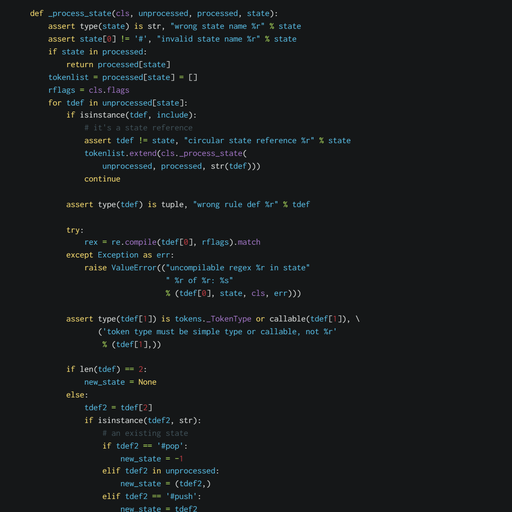 def _process_state(cls, unprocessed, processed, state):
    assert type(state) is str, "wrong state name %r" % state
    assert state[0] != '#', "invalid state name %r" % state
    if state in processed:
        return processed[state]
    tokenlist = processed[state] = []
    rflags = cls.flags
    for tdef in unprocessed[state]:
        if isinstance(tdef, include):
            # it's a state reference
            assert tdef != state, "circular state reference %r" % state
            tokenlist.extend(cls._process_state(
                unprocessed, processed, str(tdef)))
            continue

        assert type(tdef) is tuple, "wrong rule def %r" % tdef

        try:
            rex = re.compile(tdef[0], rflags).match
        except Exception as err:
            raise ValueError(("uncompilable regex %r in state"
                              " %r of %r: %s"
                              % (tdef[0], state, cls, err)))

        assert type(tdef[1]) is tokens._TokenType or callable(tdef[1]), \
               ('token type must be simple type or callable, not %r'
                % (tdef[1],))

        if len(tdef) == 2:
            new_state = None
        else:
            tdef2 = tdef[2]
            if isinstance(tdef2, str):
                # an existing state
                if tdef2 == '#pop':
                    new_state = -1
                elif tdef2 in unprocessed:
                    new_state = (tdef2,)
                elif tdef2 == '#push':
                    new_state = tdef2